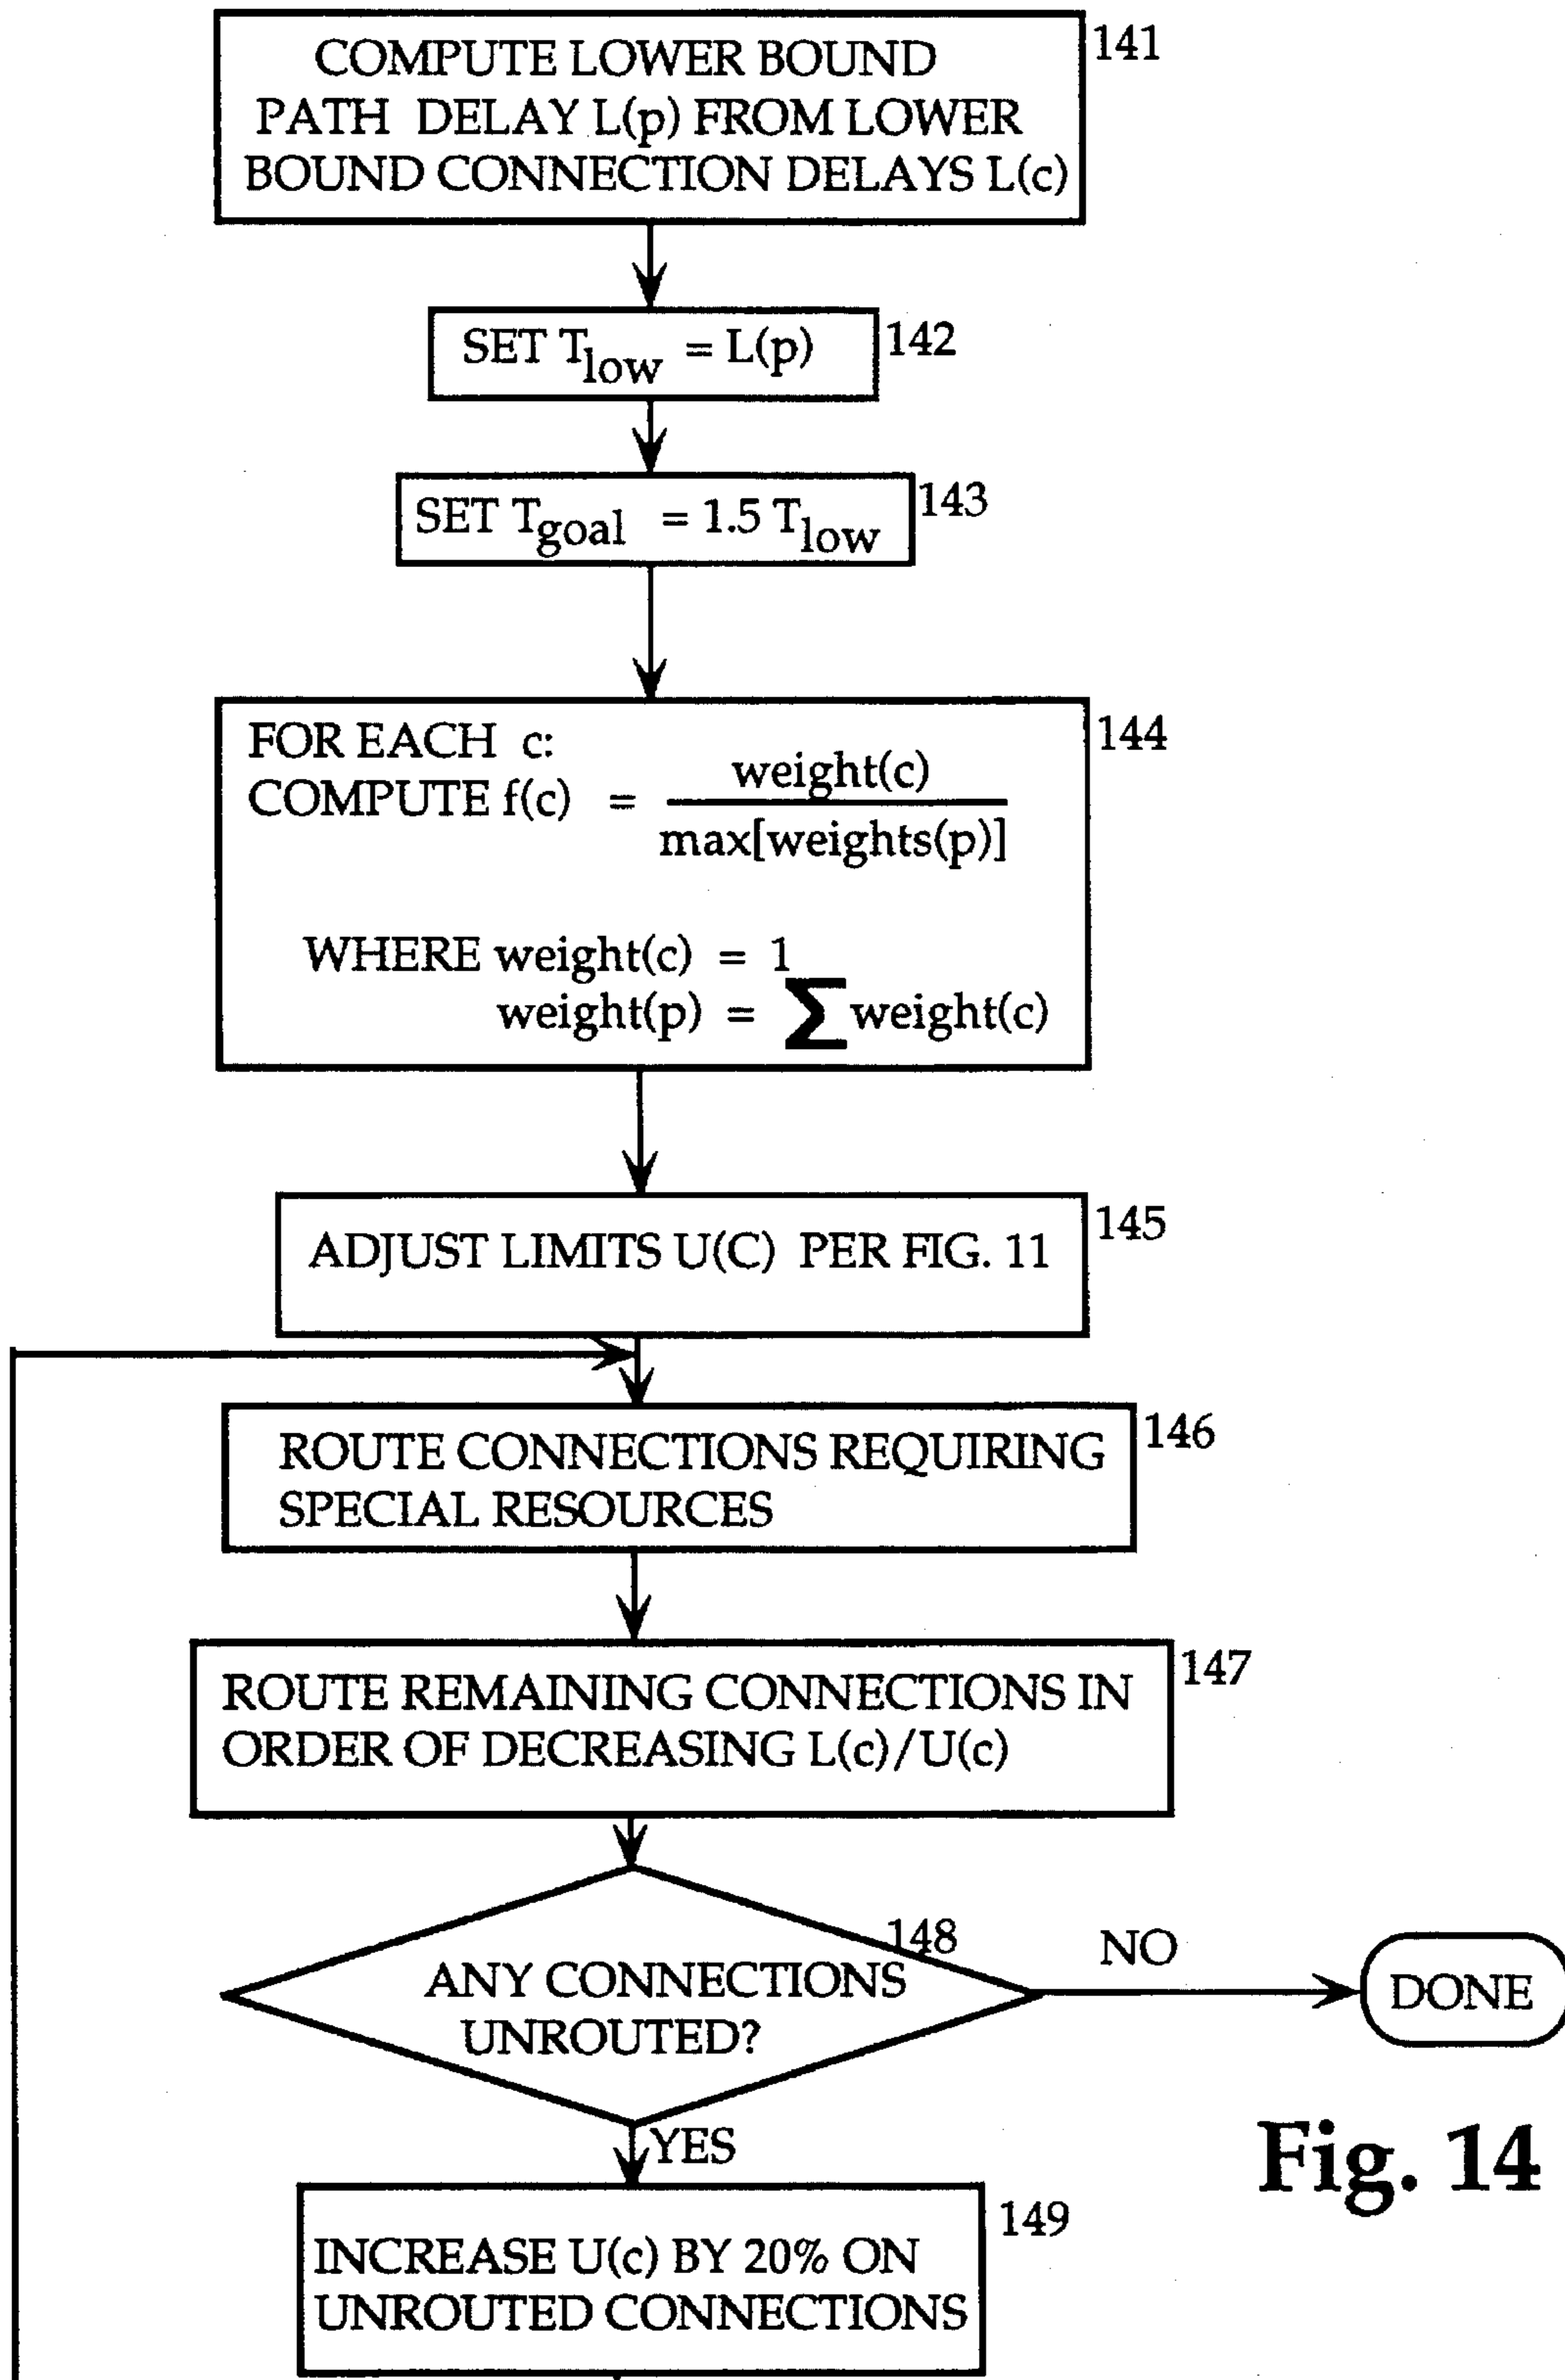 COMPUTE LOWER BOUND
PATH DELAY L(p) FROM LOWER
BOUND CONNECTION DELAYS L(c)
141
SET T_low = L(p)
142
SET T_goal = 1.5 T_low
143
FOR EACH c:
COMPUTE f(c) = weight(c)
max[weights(p)]
WHERE weight(c) = 1
weight(p) = ∑ weight(c)
144
ADJUST LIMITS U(C) PER FIG. 11
145
ROUTE CONNECTIONS REQUIRING
SPECIAL RESOURCES
146
ROUTE REMAINING CONNECTIONS IN
ORDER OF DECREASING L(c)/U(c)
147
148
ANY CONNECTIONS
UNROUTED?
NO
DONE
YES
Fig. 14
INCREASE U(c) BY 20% ON
UNROUTED CONNECTIONS
149